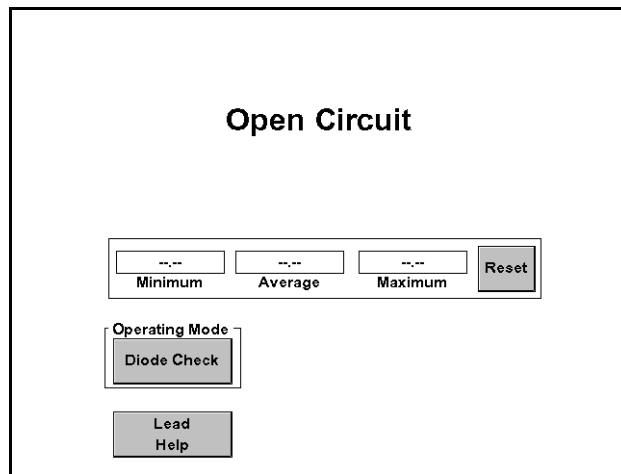 Open Circuit
--.-- --.-- --.--
Minimum Average Maximum Reset
Operating Mode
Diode Check
Lead
Help